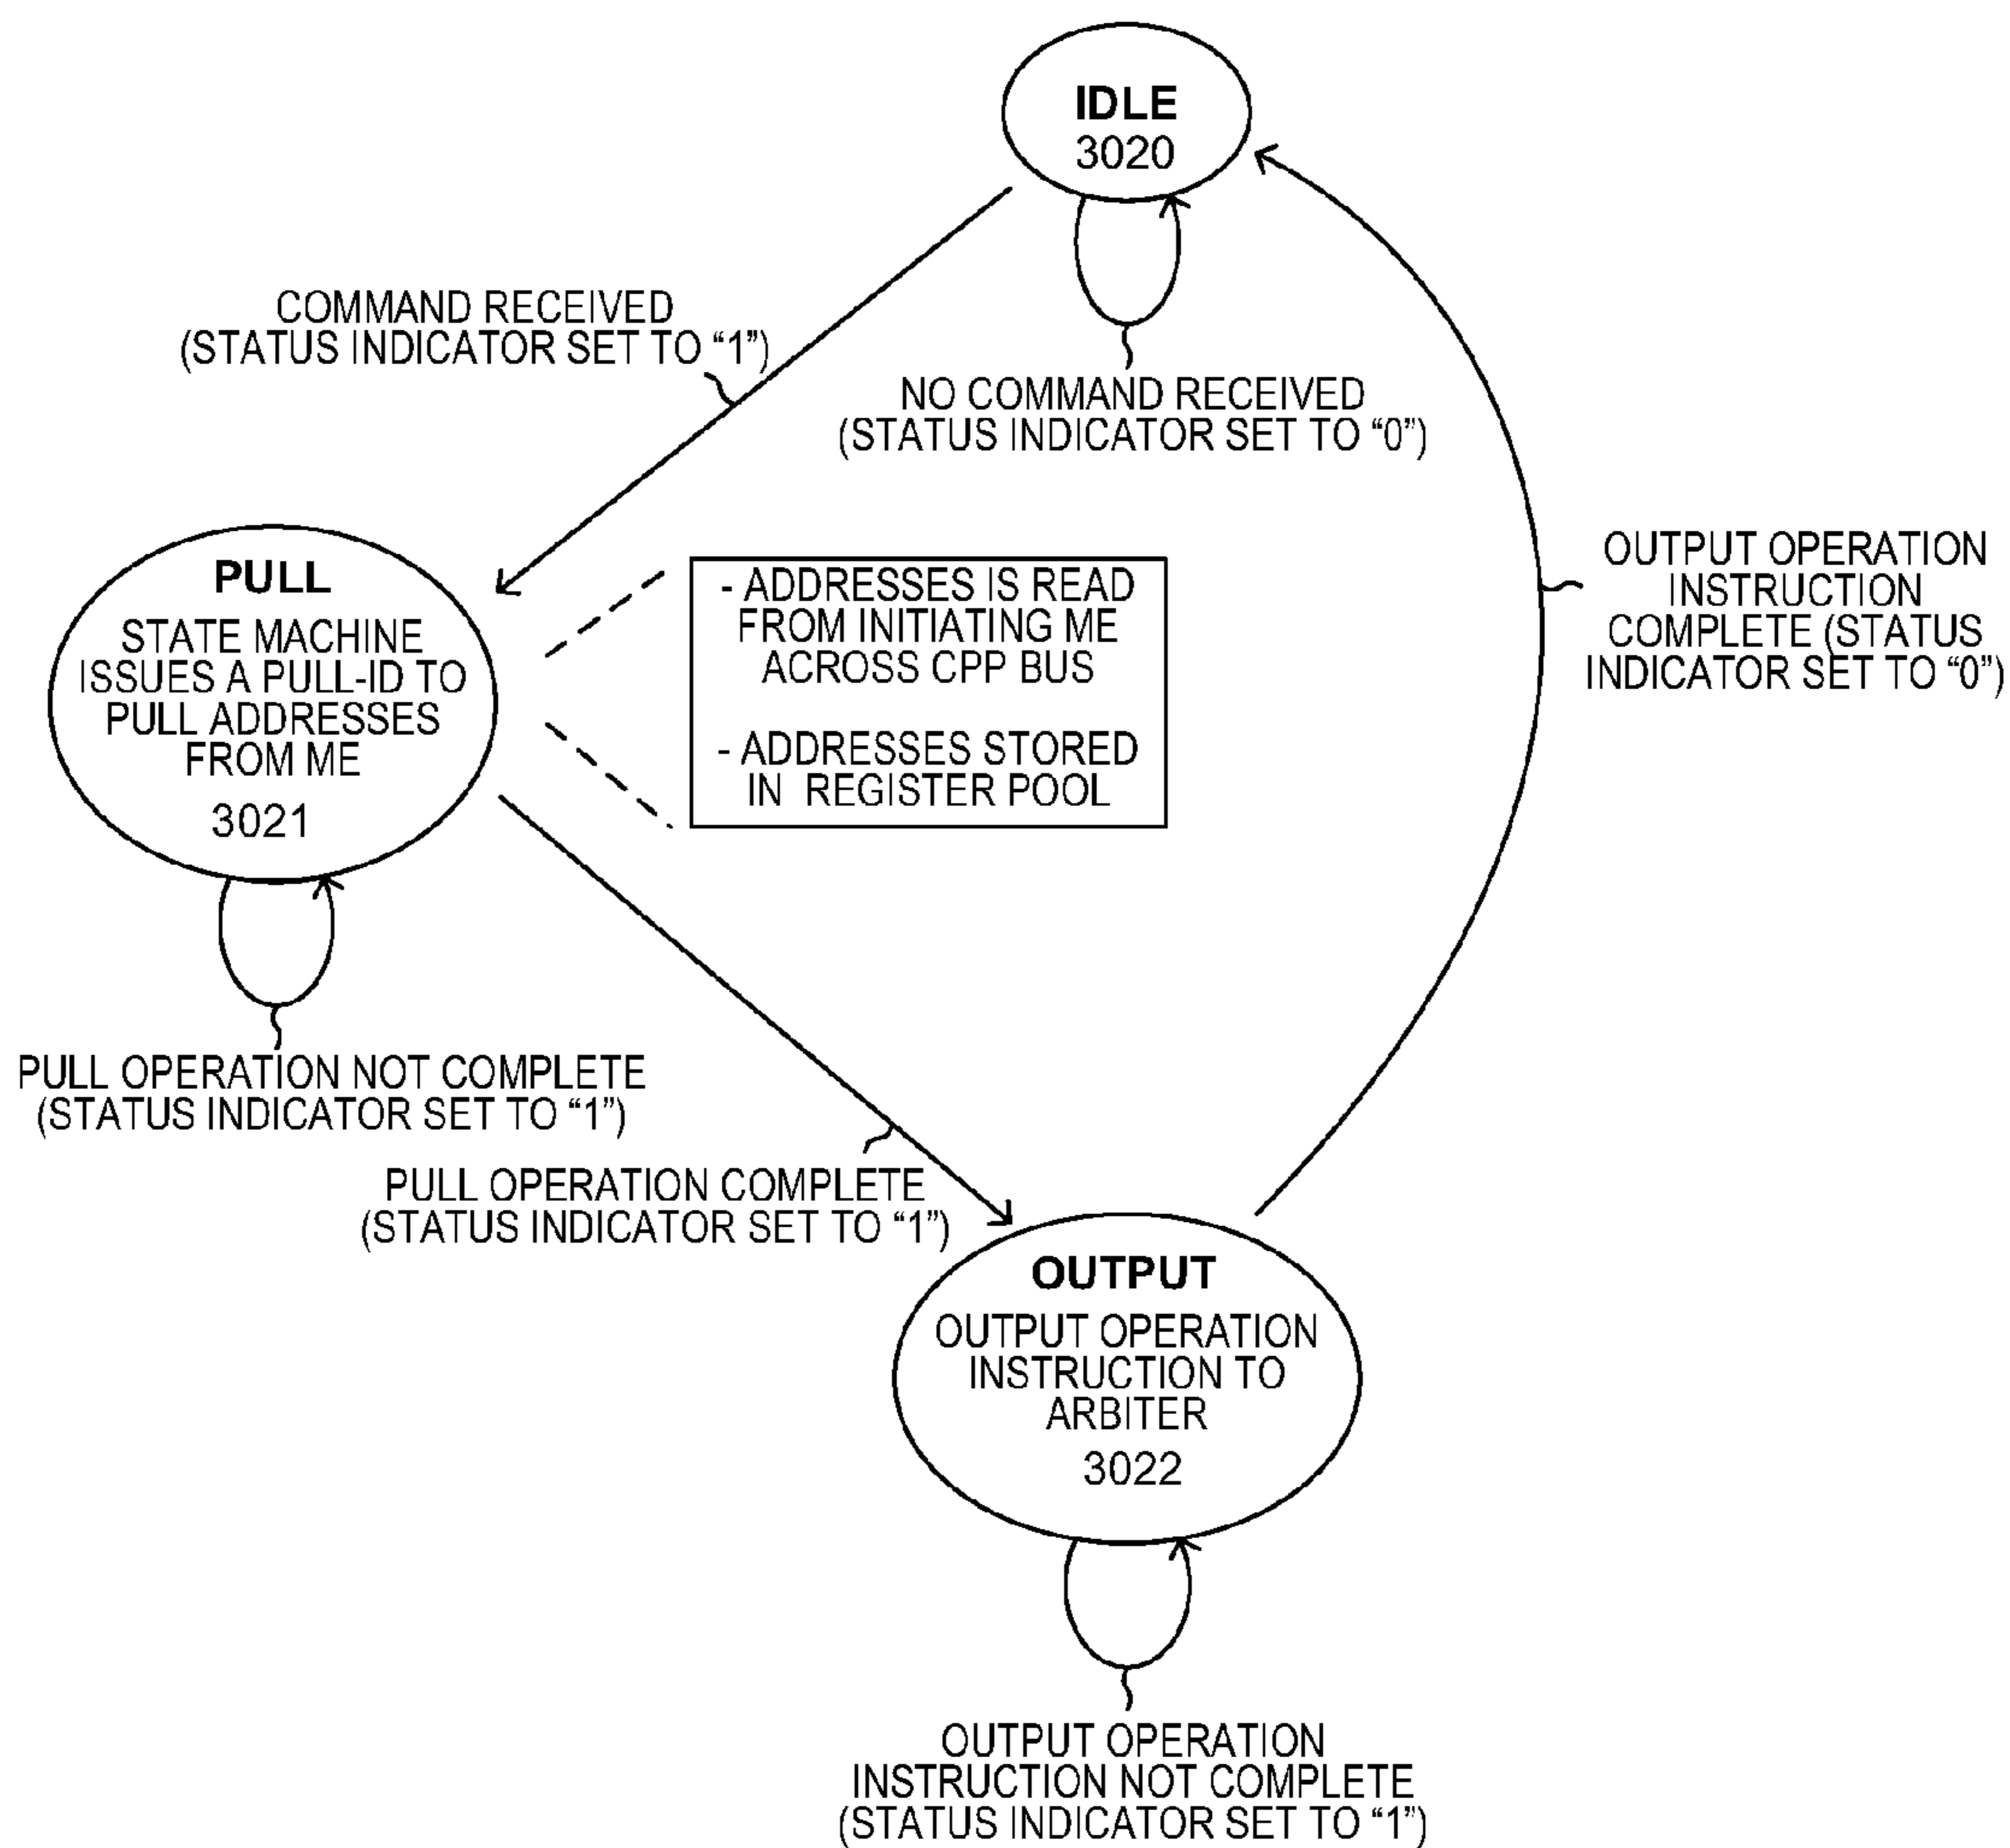 IDLE
3020
COMMAND RECEIVED
(STATUS INDICATOR SET TO “1”)
NO COMMAND RECEIVED
(STATUS INDICATOR SET TO “0”)
PULL
STATE MACHINE
ISSUES A PULL-ID TO
PULL ADDRESSES
FROM ME
3021
- ADDRESSES IS READ
FROM INITIATING ME
ACROSS CPP BUS
- ADDRESSES STORED
IN REGISTER POOL
OUTPUT OPERATION
INSTRUCTION
COMPLETE (STATUS
INDICATOR SET TO “0”)
PULL OPERATION NOT COMPLETE
(STATUS INDICATOR SET TO “1”)
PULL OPERATION COMPLETE
(STATUS INDICATOR SET TO “1”)
OUTPUT
OUTPUT OPERATION
INSTRUCTION TO
ARBITER
3022
OUTPUT OPERATION
INSTRUCTION NOT COMPLETE
(STATUS INDICATOR SET TO “1”)